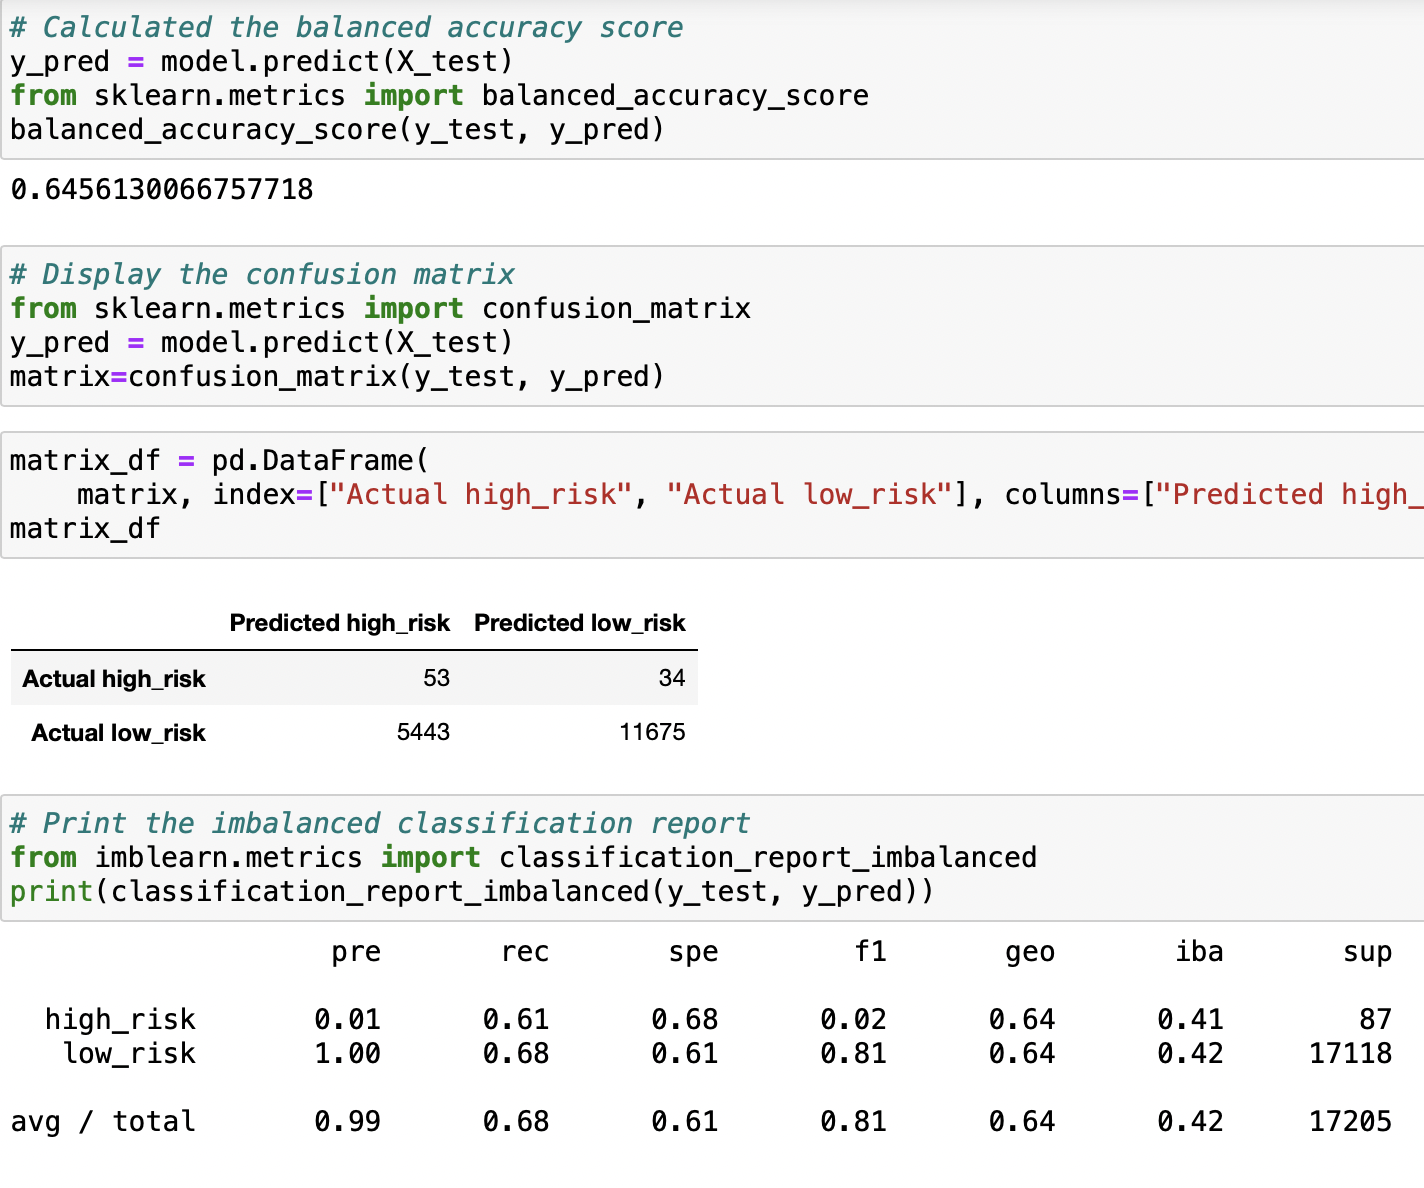 # Calculated the balanced accuracy score
y_pred = model.predict(X_test)
from sklearn.metrics import balanced_accuracy_score
balanced_accuracy_score(y_test, y_pred)
0.6456130066757718
# Display the confusion matrix
from sklearn.metrics import confusion_matrix
y_pred = model.predict(X_test)
matrix=confusion_matrix(y_test, y_pred)
matrix_df = pd.DataFrame(
    matrix, index=["Actual high_risk", "Actual low_risk"], columns=["Predicted high_
matrix_df
Predicted high_risk Predicted low_risk
Actual high_risk 53 34
Actual low_risk 5443 11675
# Print the imbalanced classification report
from imblearn.metrics import classification_report_imbalanced
print(classification_report_imbalanced(y_test, y_pred))
pre rec spe f1 geo iba sup
high_risk 0.01 0.61 0.68 0.02 0.64 0.41 87
low_risk 1.00 0.68 0.61 0.81 0.64 0.42 17118
avg / total 0.99 0.68 0.61 0.81 0.64 0.42 17205